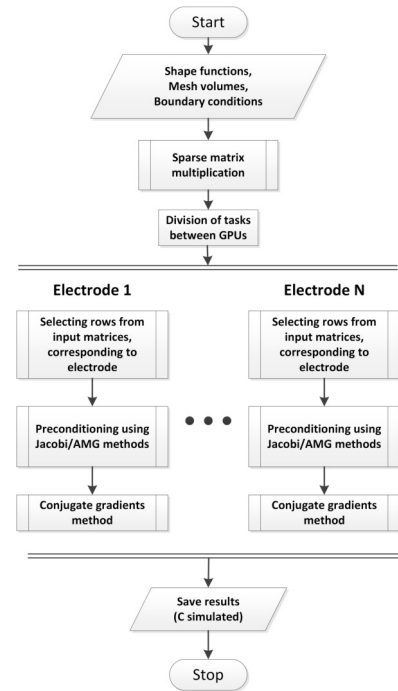 Start
Shape functions,
Mesh volumes,
Boundary conditions
Sparse matrix
multiplication
Division of tasks
between GPUs
Electrode 1
Selecting rows from
input matrices,
corresponding to
electrode
Preconditioning using
Jacobi/AMG methods
Conjugate gradients
method
Electrode N
Selecting rows from
input matrices,
corresponding to
electrode
Preconditioning using
Jacobi/AMG methods
Conjugate gradients
method
Save results
(C simulated)
Stop